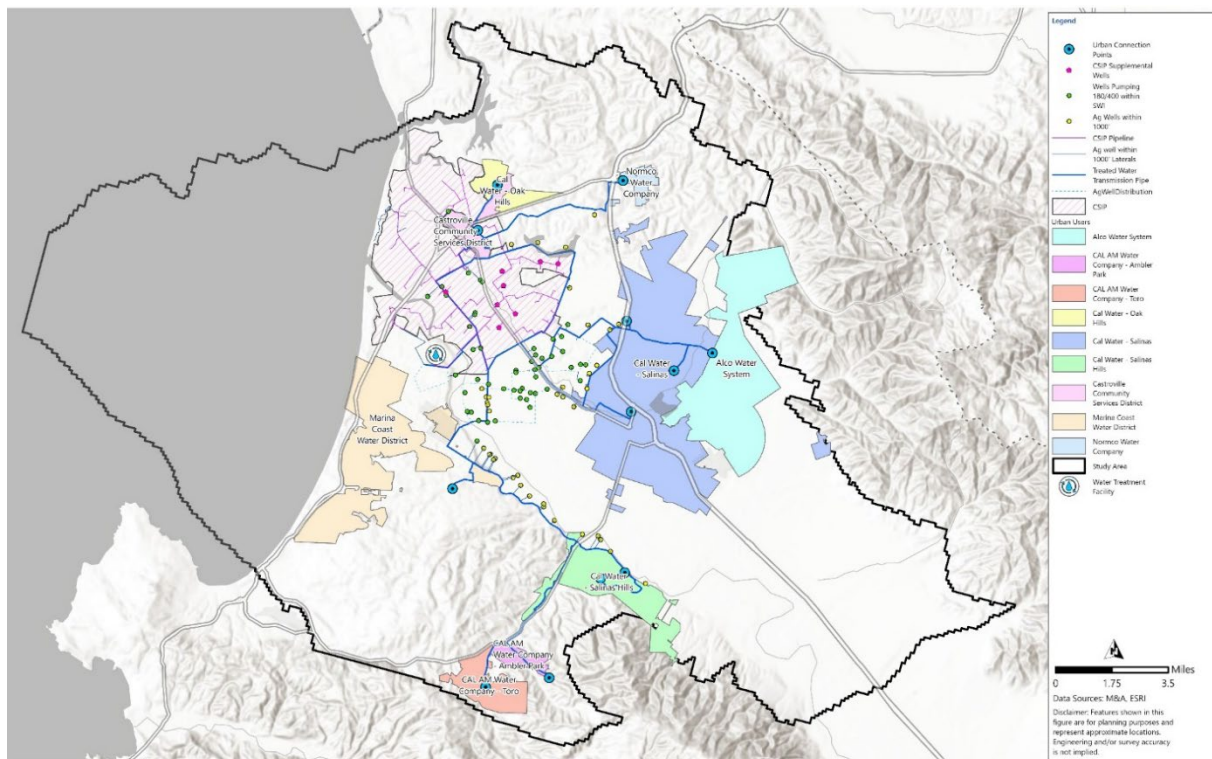 Cal
Water - Oak
Hills
Normco
Water
Company
Castroville
Community
Services District
Cal Water
- Salinas
Alco Water
System
Marina
Coast
Water District
Cal Water
- Salinas Hills
CAL AM
Water Company
- Ambler Park
CAL AM Water
Company - Toro
Legend
Urban Connection
Points
CSIP Supplemental
Wells
Wells Pumping
180/400 within
SWI
Ag Wells within
1000'
CSIP Pipeline
Ag well within
1000' Laterals
Treated Water
Transmission Pipe
AgWellDistribution
CSIP
Urban Users
Alco Water System
CAL AM Water
Company - Ambler
Park
CAL AM Water
Company - Toro
Cal Water - Oak
Hills
Cal Water - Salinas
Cal Water - Salinas
Hills
Castroville
Community
Services District
Marina Coast
Water District
Normco Water
Company
Study Area
Water Treatment
Facility
N
Miles
0 1.75 3.5
Data Sources: M&A, ESRI
Disclaimer: Features shown in this
figure are for planning purposes and
represent approximate locations.
Engineering and/or survey accuracy
is not implied.